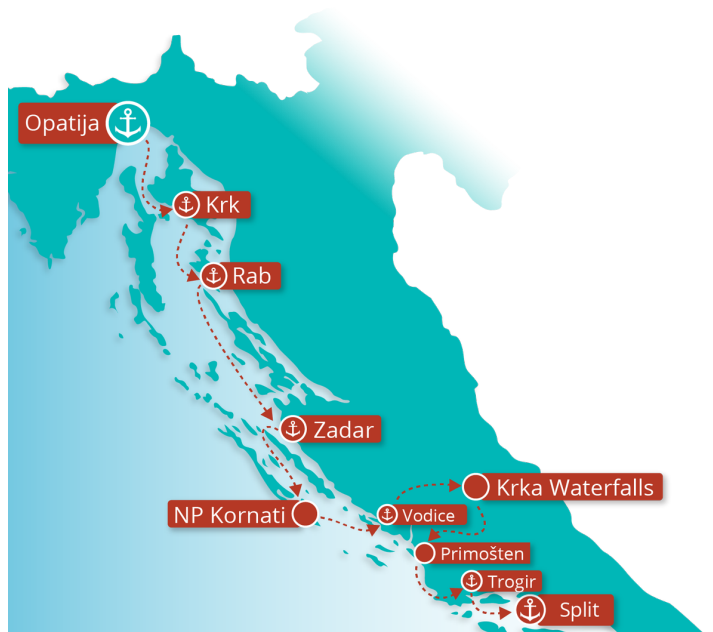 Opatija
Krk
Rab
Zadar
Krka Waterfalls
NP Kornati
Vodice
Primošten
Trogir
Split